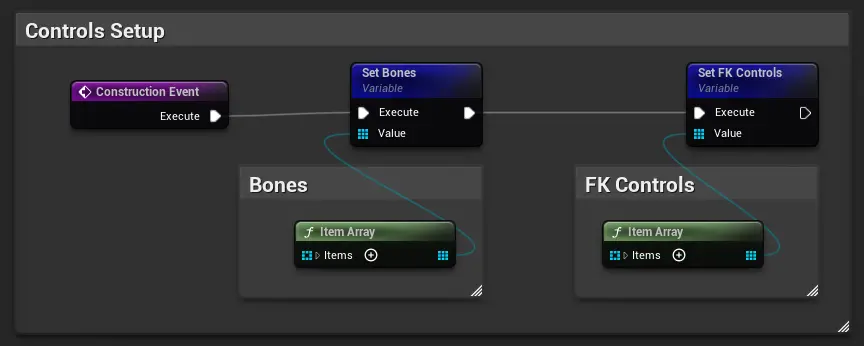 Controls Setup
Construction Event
Execute
Set Bones
Variable
Execute
Value
Set FK Controls
Variable
Execute
Value
Bones
Item Array
Items
FK Controls
Item Array
Items